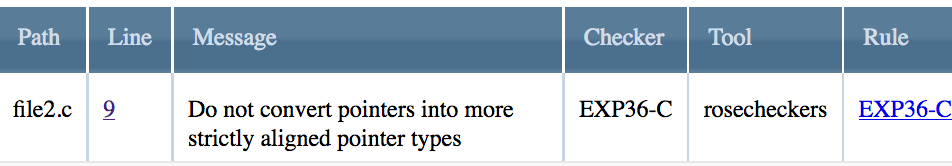 Path Line Message Checker Tool Rule
file2.c 9 Do not convert pointers into more EXP36-C rosecheckers EXP36-C
strictly aligned pointer types